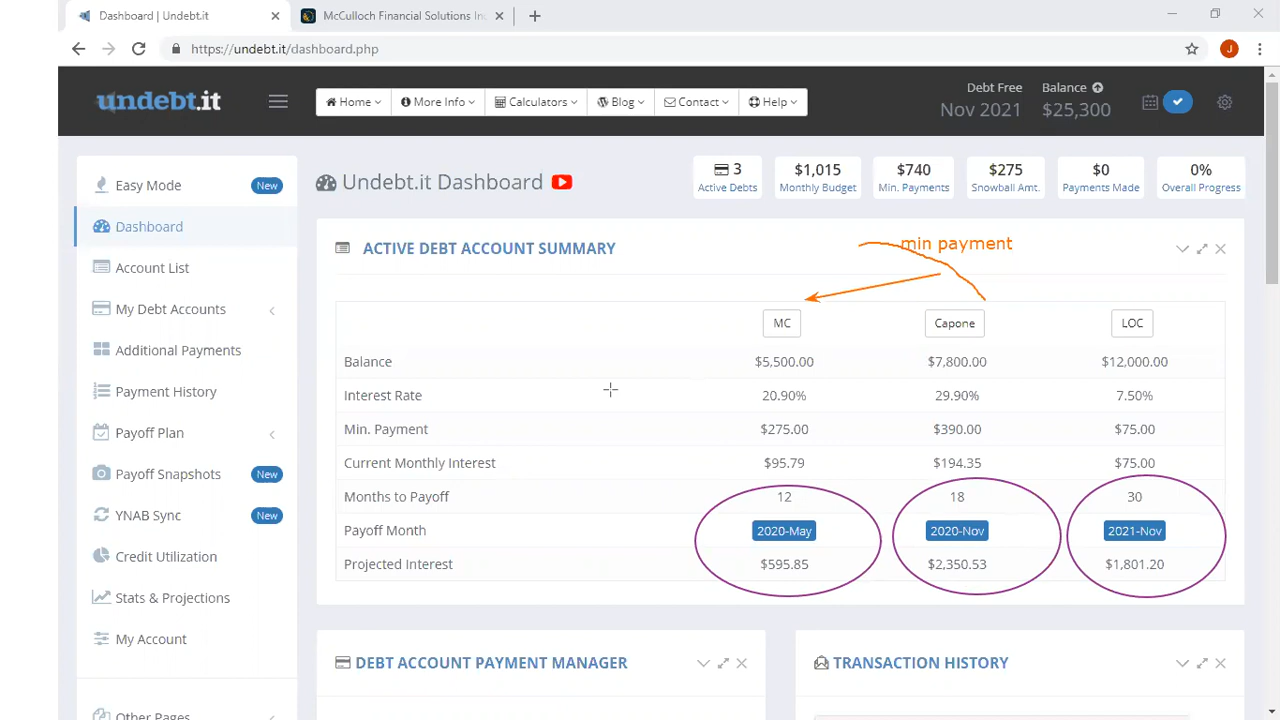 Dashboard | Undebt.it
McCulloch Financial Solutions In
https://undebt.it/dashboard.php
J
undebt.it
Home
More Info
Calculators
Blog
Contact
Help
Debt Free
Nov 2021
Balance
$25,300
Easy Mode New
Dashboard
Account List
My Debt Accounts
Additional Payments
Payment History
Payoff Plan
Payoff Snapshots New
YNAB Sync New
Credit Utilization
Stats & Projections
My Account
Other Pages
Undebt.it Dashboard
3
Active Debts
$1,015
Monthly Budget
$740
Min. Payments
$275
Snowball Amt.
$0
Payments Made
0%
Overall Progress
ACTIVE DEBT ACCOUNT SUMMARY
min payment
MC Capone LOC
Balance $5,500.00 $7,800.00 $12,000.00
Interest Rate 20.90% 29.90% 7.50%
Min. Payment $275.00 $390.00 $75.00
Current Monthly Interest $95.79 $194.35 $75.00
Months to Payoff 12 18 30
Payoff Month 2020-May 2020-Nov 2021-Nov
Projected Interest $595.85 $2,350.53 $1,801.20
DEBT ACCOUNT PAYMENT MANAGER
TRANSACTION HISTORY